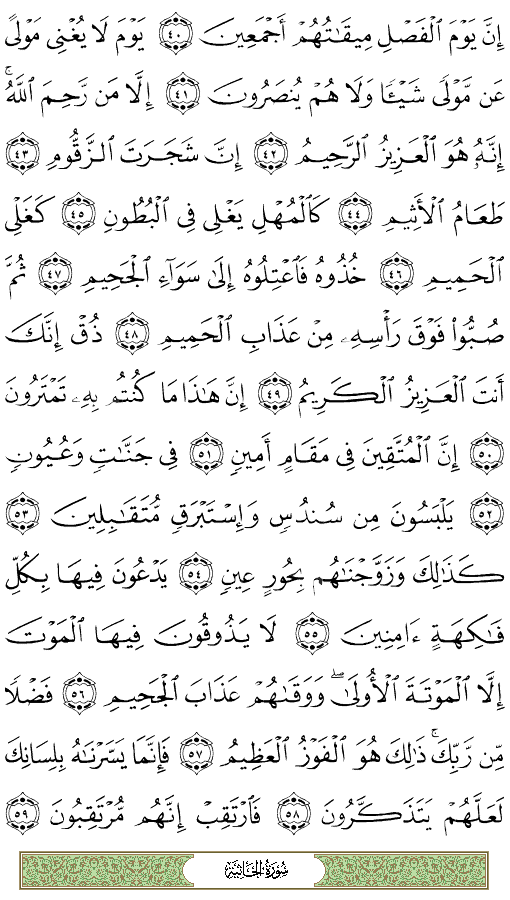 إِنَّ يَوْمَ ٱلْفَصْلِ مِيقَٰتُهُمْ أَجْمَعِينَ ﴿٤٠﴾ يَوْمَ لَا يُغْنِى مَوْلًى
عَن مَّوْلًى شَيْـًٔا وَلَا هُمْ يُنصَرُونَ ﴿٤١﴾ إِلَّا مَن رَّحِمَ ٱللَّهُ ۚ
إِنَّهُۥ هُوَ ٱلْعَزِيزُ ٱلرَّحِيمُ ﴿٤٢﴾ إِنَّ شَجَرَتَ ٱلزَّقُّومِ ﴿٤٣﴾
طَعَامُ ٱلْأَثِيمِ ﴿٤٤﴾ كَٱلْمُهْلِ يَغْلِى فِى ٱلْبُطُونِ ﴿٤٥﴾ كَغَلْىِ
ٱلْحَمِيمِ ﴿٤٦﴾ خُذُوهُ فَٱعْتِلُوهُ إِلَىٰ سَوَآءِ ٱلْجَحِيمِ ﴿٤٧﴾ ثُمَّ
صُبُّوا۟ فَوْقَ رَأْسِهِۦ مِنْ عَذَابِ ٱلْحَمِيمِ ﴿٤٨﴾ ذُقْ إِنَّكَ
أَنتَ ٱلْعَزِيزُ ٱلْكَرِيمُ ﴿٤٩﴾ إِنَّ هَٰذَا مَا كُنتُم بِهِۦ تَمْتَرُونَ
﴿٥٠﴾ إِنَّ ٱلْمُتَّقِينَ فِى مَقَامٍ أَمِينٍ ﴿٥١﴾ فِى جَنَّٰتٍ وَعُيُونٍ
﴿٥٢﴾ يَلْبَسُونَ مِن سُندُسٍ وَإِسْتَبْرَقٍ مُّتَقَٰبِلِينَ ﴿٥٣﴾
كَذَٰلِكَ وَزَوَّجْنَٰهُم بِحُورٍ عِينٍ ﴿٥٤﴾ يَدْعُونَ فِيهَا بِكُلِّ
فَٰكِهَةٍ ءَامِنِينَ ﴿٥٥﴾ لَا يَذُوقُونَ فِيهَا ٱلْمَوْتَ
إِلَّا ٱلْمَوْتَةَ ٱلْأُولَىٰ ۖ وَوَقَىٰهُمْ عَذَابَ ٱلْجَحِيمِ ﴿٥٦﴾ فَضْلًا
مِّن رَّبِّكَ ۚ ذَٰلِكَ هُوَ ٱلْفَوْزُ ٱلْعَظِيمُ ﴿٥٧﴾ فَإِنَّمَا يَسَّرْنَٰهُ بِلِسَانِكَ
لَعَلَّهُمْ يَتَذَكَّرُونَ ﴿٥٨﴾ فَٱرْتَقِبْ إِنَّهُم مُّرْتَقِبُونَ ﴿٥٩﴾
سُورَةُ الجَاثِيَةِ